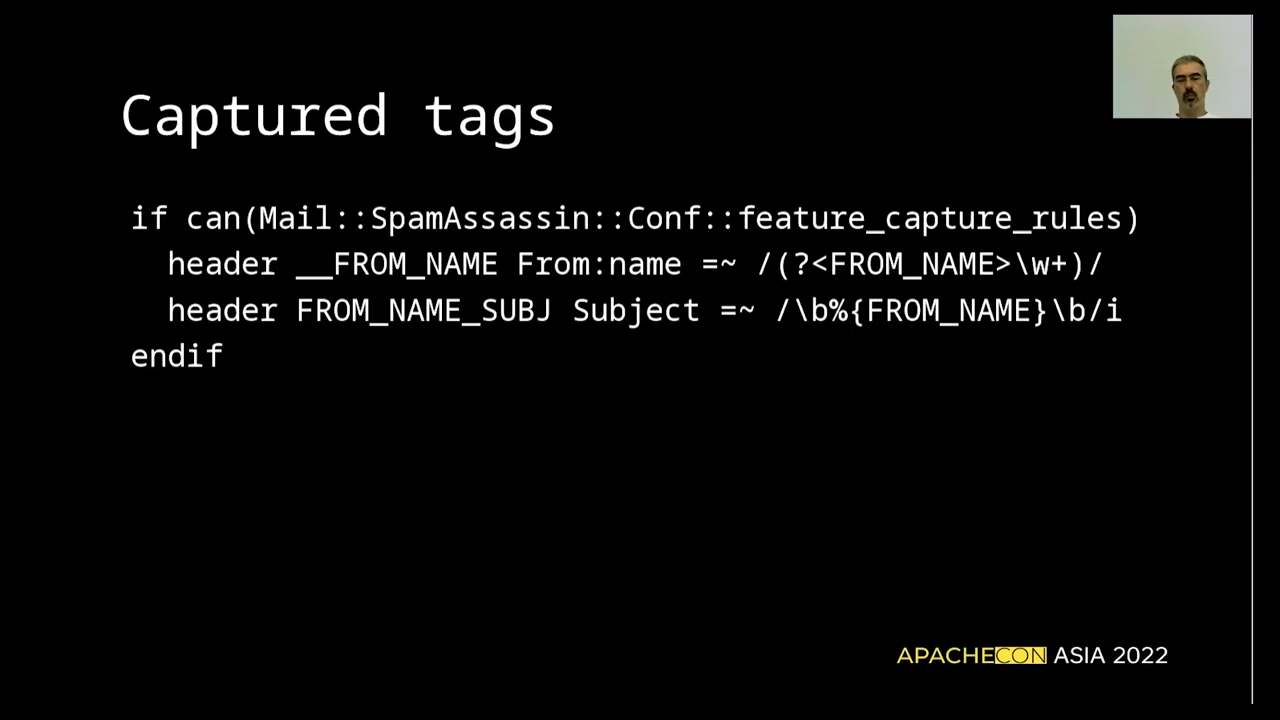 Captured tags
if can(Mail::SpamAssassin::Conf::feature_capture_rules)
  header __FROM_NAME From:name =~ /(?<FROM_NAME>\w+)/
  header FROM_NAME_SUBJ Subject =~ /\b%{FROM_NAME}\b/i
endif
APACHECON ASIA 2022